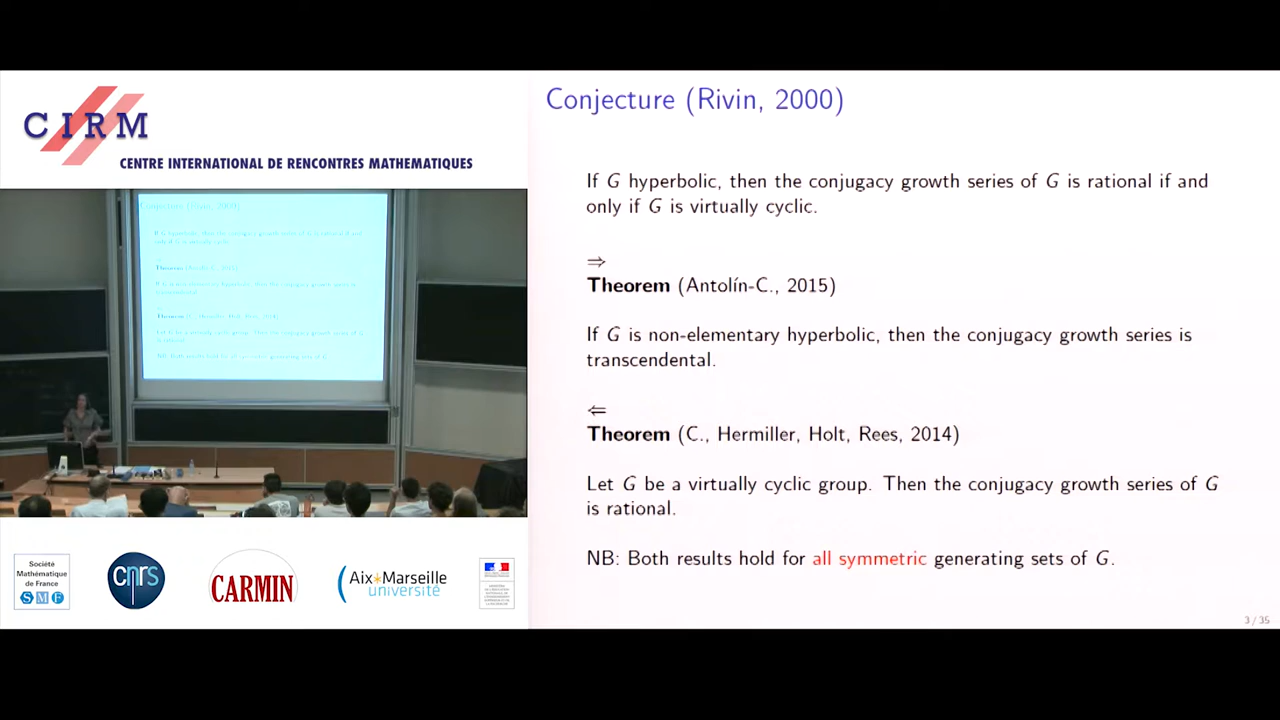 CIRM
CENTRE INTERNATIONAL DE RENCONTRES MATHEMATIQUES
Conjecture (Rivin, 2000)
If G hyperbolic, then the conjugacy growth series of G is rational if and
only if G is virtually cyclic.
⇒
Theorem (Antolín-C., 2015)
If G is non-elementary hyperbolic, then the conjugacy growth series is
transcendental.
⇐
Theorem (C., Hermiller, Holt, Rees, 2014)
Let G be a virtually cyclic group. Then the conjugacy growth series of G
is rational.
NB: Both results hold for all symmetric generating sets of G.
3 / 35
Société
Mathématique
de France
SMF
cnrs
CARMIN
Aix*Marseille
université